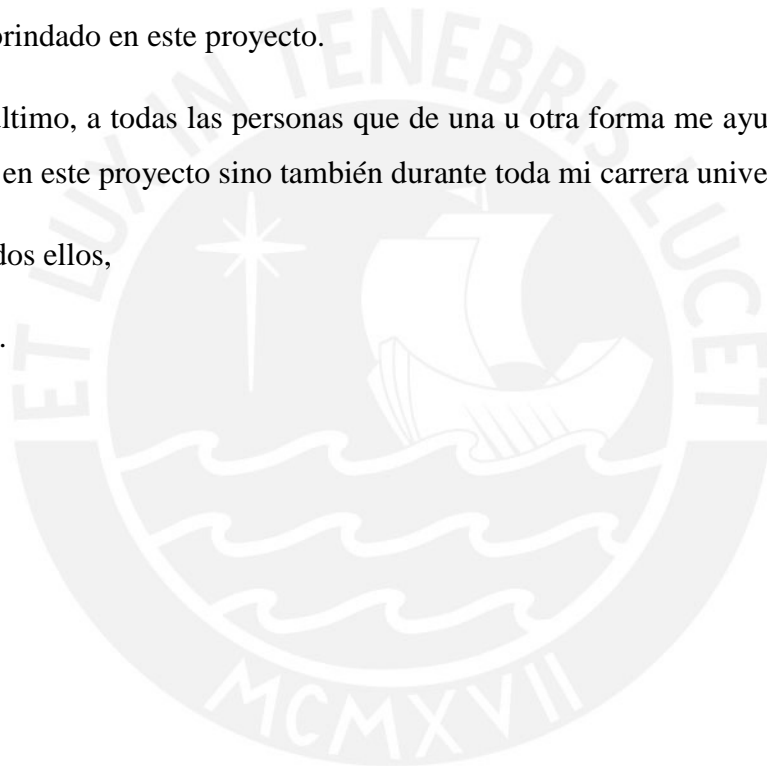 brindado en este proyecto.
último, a todas las personas que de una u otra forma me ayu
en este proyecto sino también durante toda mi carrera unive
dos ellos,
.
ET LUX IN TENEBRIS LUCET
MCMXVII